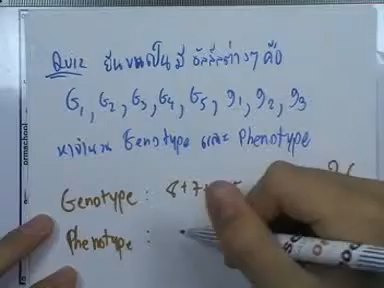 Quiz ยีนหนึ่งมี อัลลีลต่างๆ คือ
G1, G2, G3, G4, G5, g1, g2, g3
หาจำนวน Genotype และ Phenotype
Genotype : 8+7+
Phenotype :